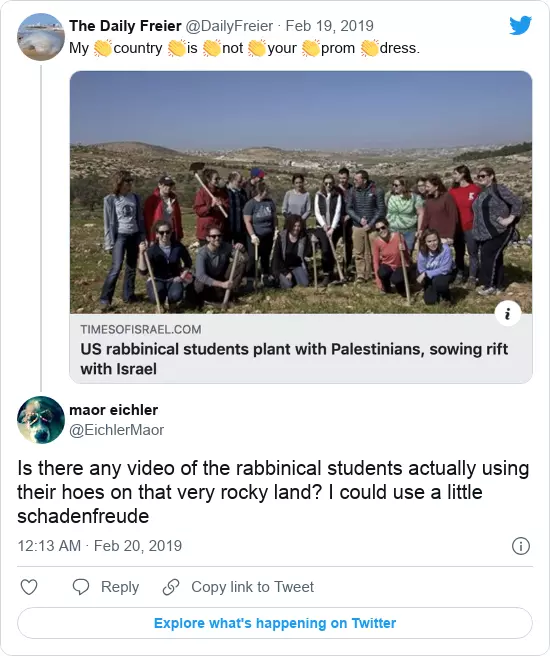 The Daily Freier @DailyFreier · Feb 19, 2019
My 👏country 👏is 👏not 👏your 👏prom 👏dress.
TIMESOFISRAEL.COM
US rabbinical students plant with Palestinians, sowing rift
with Israel
maor eichler
@EichlerMaor
Is there any video of the rabbinical students actually using
their hoes on that very rocky land? I could use a little
schadenfreude
12:13 AM · Feb 20, 2019
Reply Copy link to Tweet
Explore what's happening on Twitter